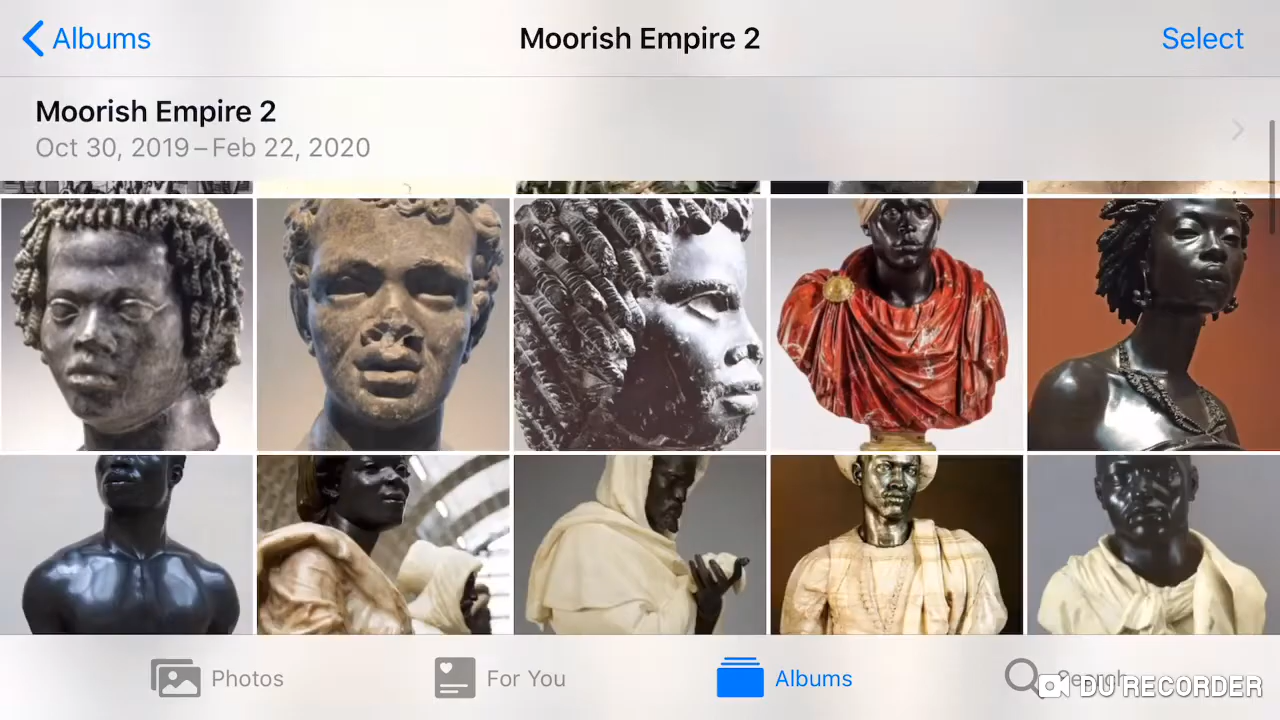 Albums
Moorish Empire 2
Select
Moorish Empire 2
Oct 30, 2019 – Feb 22, 2020
Photos
For You
Albums
Search
DU RECORDER